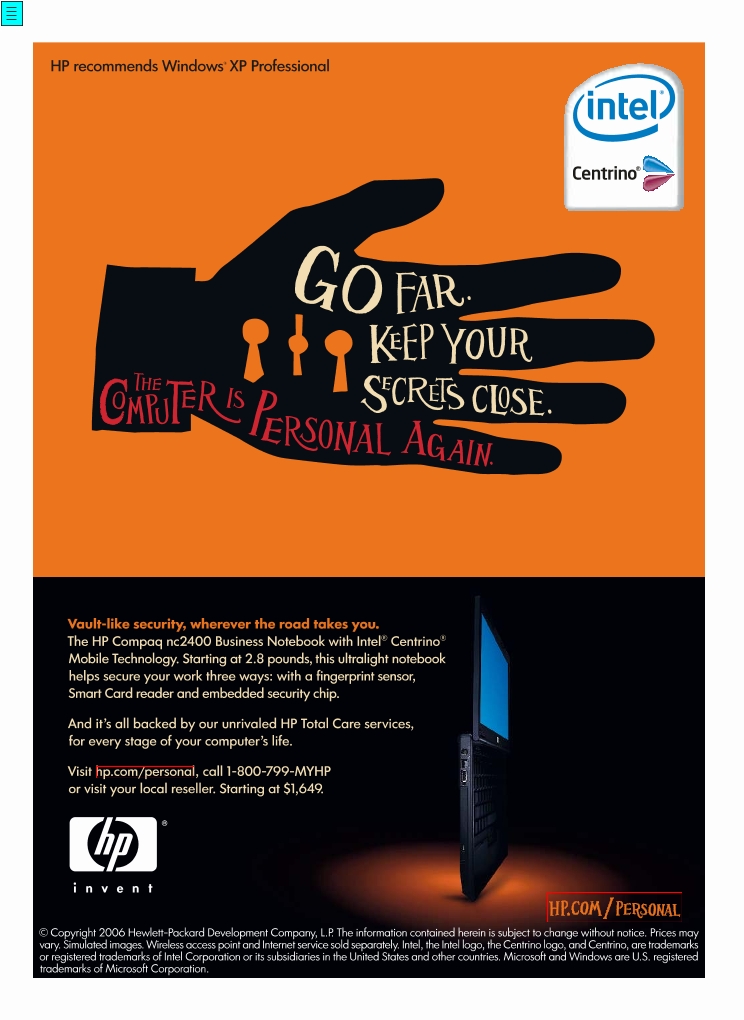 HP recommends Windows® XP Professional
intel®
Centrino®
GO FAR.
KEEP YOUR
SECRETS CLOSE.
THE
COMPUTER IS PERSONAL AGAIN.
Vault-like security, wherever the road takes you.
The HP Compaq nc2400 Business Notebook with Intel® Centrino®
Mobile Technology. Starting at 2.8 pounds, this ultralight notebook
helps secure your work three ways: with a fingerprint sensor,
Smart Card reader and embedded security chip.
And it's all backed by our unrivaled HP Total Care services,
for every stage of your computer's life.
Visit hp.com/personal, call 1-800-799-MYHP
or visit your local reseller. Starting at $1,649.
hp®
invent
HP.COM/PERSONAL
© Copyright 2006 Hewlett-Packard Development Company, L.P. The information contained herein is subject to change without notice. Prices may
vary. Simulated images. Wireless access point and Internet service sold separately. Intel, the Intel logo, the Centrino logo, and Centrino, are trademarks
or registered trademarks of Intel Corporation or its subsidiaries in the United States and other countries. Microsoft and Windows are U.S. registered
trademarks of Microsoft Corporation.